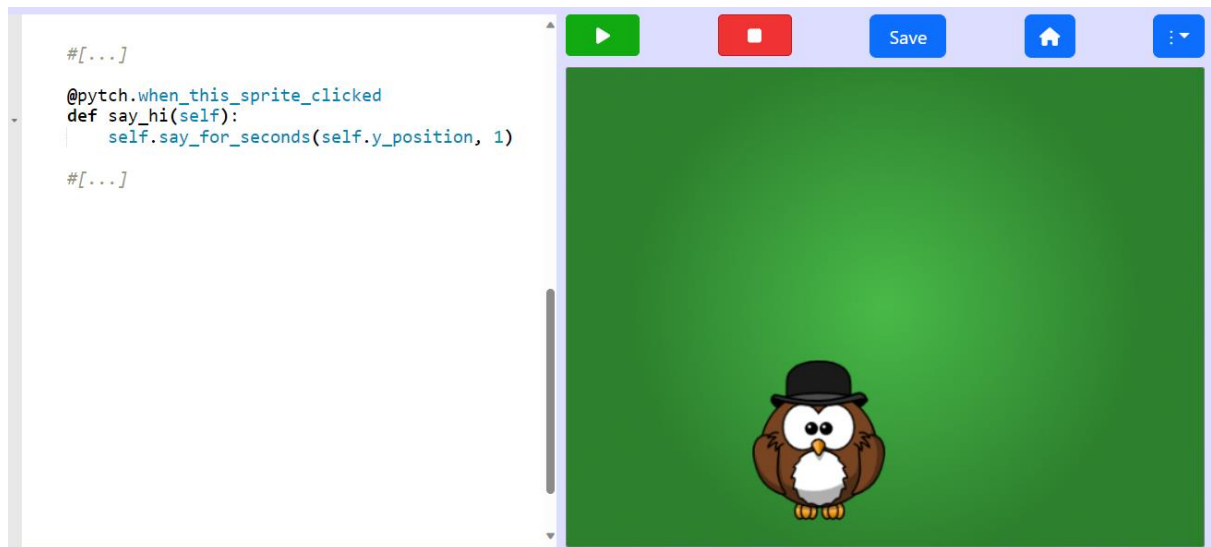 #[...]
@pytch.when_this_sprite_clicked
def say_hi(self):
    self.say_for_seconds(self.y_position, 1)
#[...]
Save